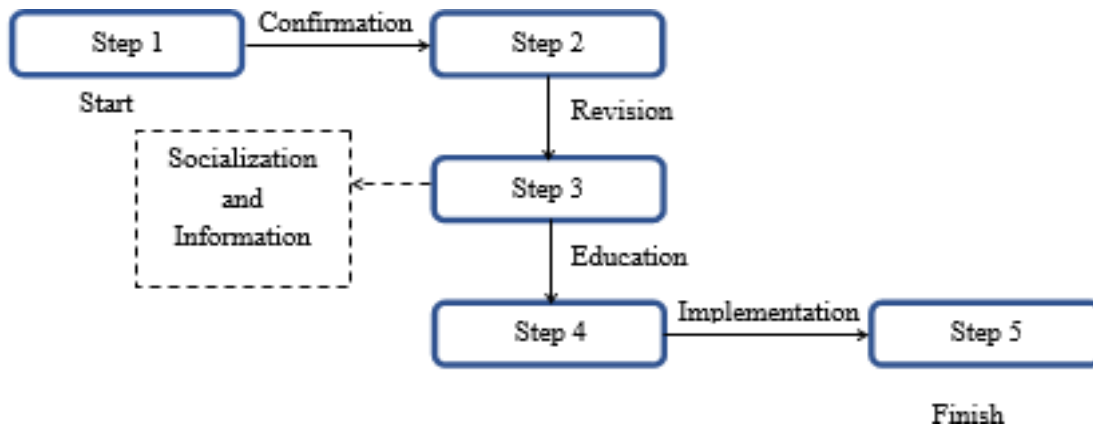 Step 1
Confirmation
Step 2
Start
Revision
Socialization
and
Information
Step 3
Education
Step 4
Implementation
Step 5
Finish